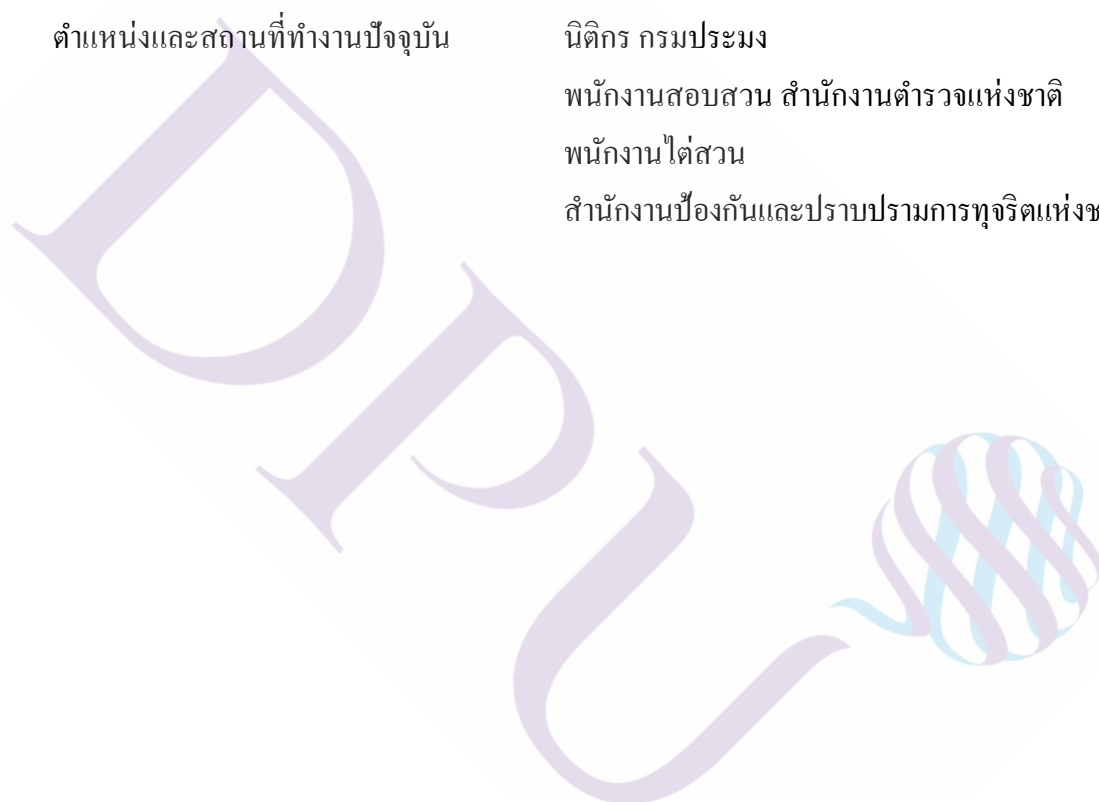 ตำแหน่งและสถานที่ทำงานปัจจุบัน นิติกร กรมประมง
พนักงานสอบสวน สำนักงานตำรวจแห่งชาติ
พนักงานไต่สวน
สำนักงานป้องกันและปราบปรามการทุจริตแห่งช
DPU